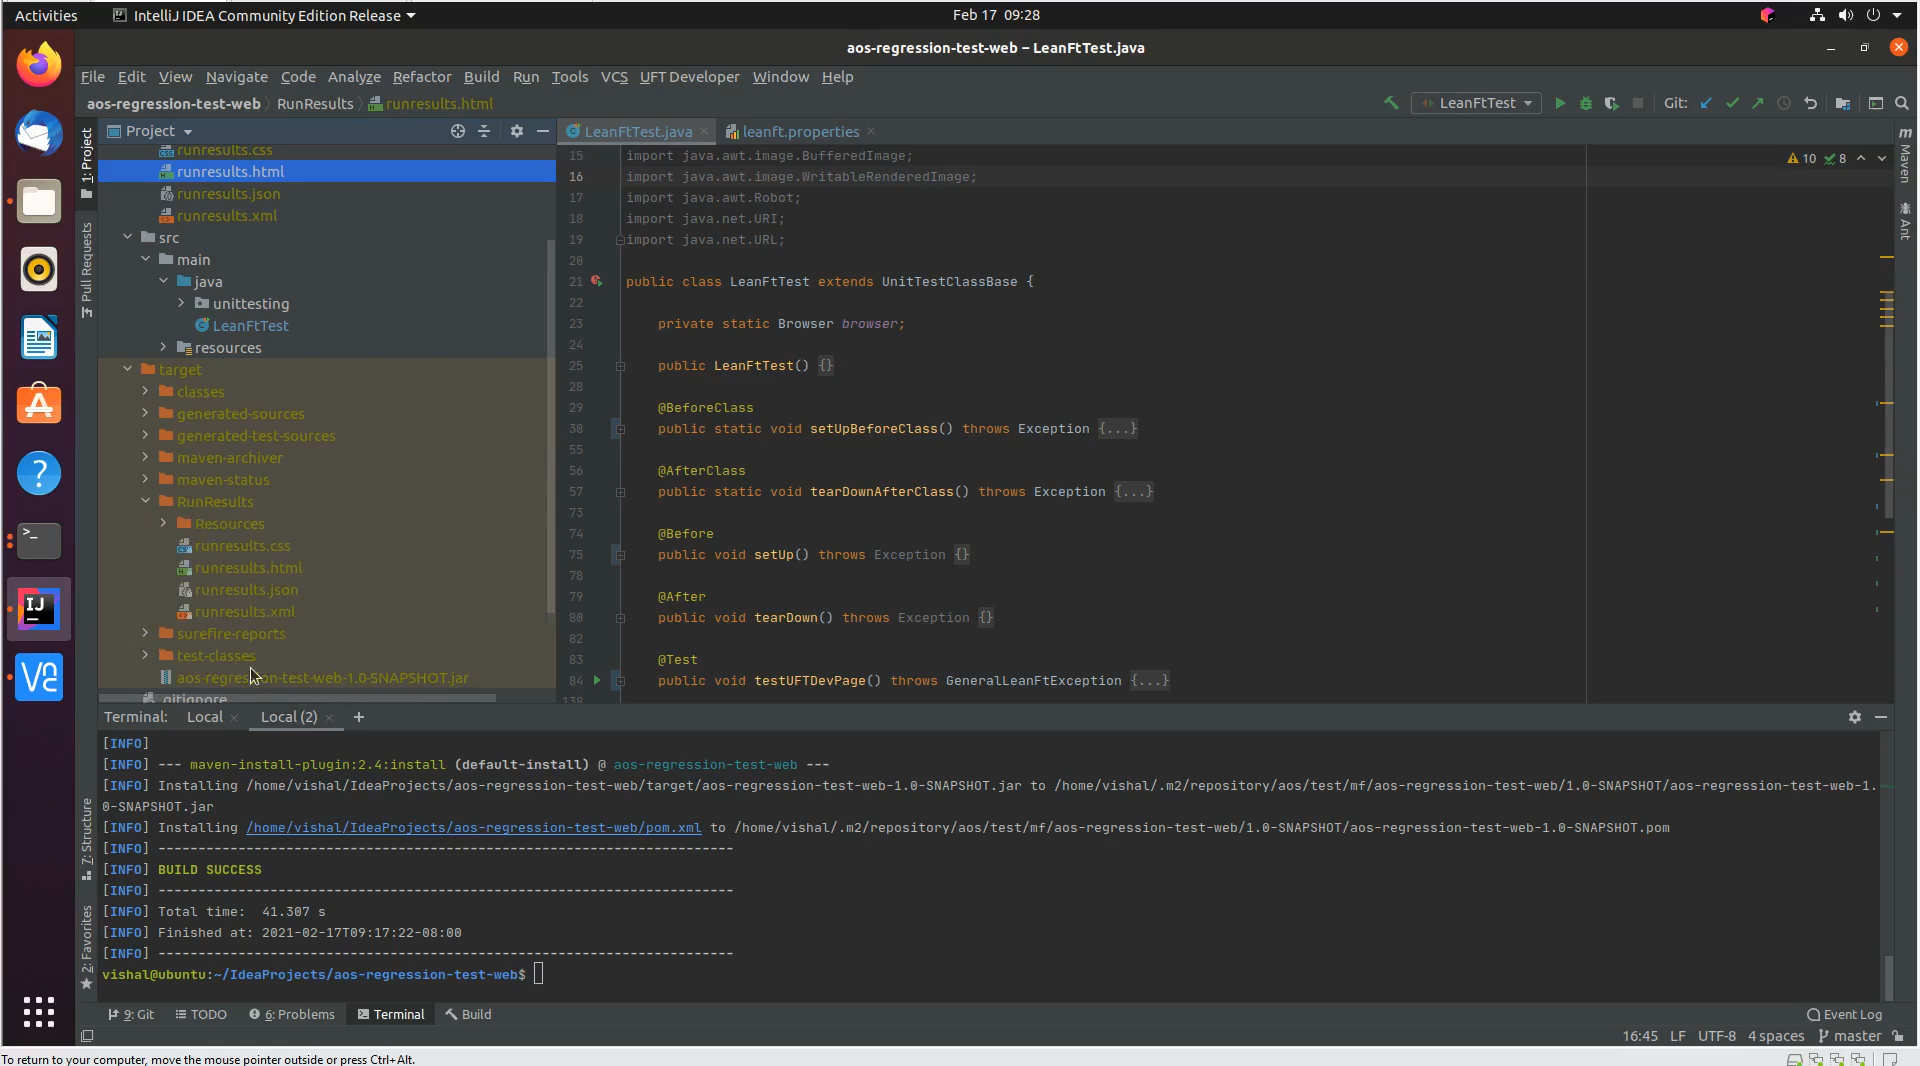 Activities IntelliJ IDEA Community Edition Release Feb 17 09:28
aos-regression-test-web – LeanFtTest.java
File Edit View Navigate Code Analyze Refactor Build Run Tools VCS UFT Developer Window Help
aos-regression-test-web RunResults runresults.html LeanFtTest Git:
1: Project
Pull Requests
7: Structure
2: Favorites
Project
runresults.css
runresults.html
runresults.json
runresults.xml
src
main
java
unittesting
LeanFtTest
resources
target
classes
generated-sources
generated-test-sources
maven-archiver
maven-status
RunResults
Resources
runresults.css
runresults.html
runresults.json
runresults.xml
surefire-reports
test-classes
aos-regression-test-web-1.0-SNAPSHOT.jar
.gitignore
LeanFtTest.java leanft.properties
10 8
15 import java.awt.image.BufferedImage;
16 import java.awt.image.WritableRenderedImage;
17 import java.awt.Robot;
18 import java.net.URI;
19 import java.net.URL;
20
21 public class LeanFtTest extends UnitTestClassBase {
22
23 private static Browser browser;
24
25 public LeanFtTest() {}
28
29 @BeforeClass
30 public static void setUpBeforeClass() throws Exception {...}
55
56 @AfterClass
57 public static void tearDownAfterClass() throws Exception {...}
73
74 @Before
75 public void setUp() throws Exception {}
78
79 @After
80 public void tearDown() throws Exception {}
82
83 @Test
84 public void testUFTDevPage() throws GeneralLeanFtException {...}
138
Maven
Ant
Terminal: Local Local (2) +
[INFO]
[INFO] --- maven-install-plugin:2.4:install (default-install) @ aos-regression-test-web ---
[INFO] Installing /home/vishal/IdeaProjects/aos-regression-test-web/target/aos-regression-test-web-1.0-SNAPSHOT.jar to /home/vishal/.m2/repository/aos/test/mf/aos-regression-test-web/1.0-SNAPSHOT/aos-regression-test-web-1.
0-SNAPSHOT.jar
[INFO] Installing /home/vishal/IdeaProjects/aos-regression-test-web/pom.xml to /home/vishal/.m2/repository/aos/test/mf/aos-regression-test-web/1.0-SNAPSHOT/aos-regression-test-web-1.0-SNAPSHOT.pom
[INFO] ------------------------------------------------------------------------
[INFO] BUILD SUCCESS
[INFO] ------------------------------------------------------------------------
[INFO] Total time:  41.307 s
[INFO] Finished at: 2021-02-17T09:17:22-08:00
[INFO] ------------------------------------------------------------------------
vishal@ubuntu:~/IdeaProjects/aos-regression-test-web$
9: Git TODO 6: Problems Terminal Build Event Log
16:45 LF UTF-8 4 spaces master
To return to your computer, move the mouse pointer outside or press Ctrl+Alt.